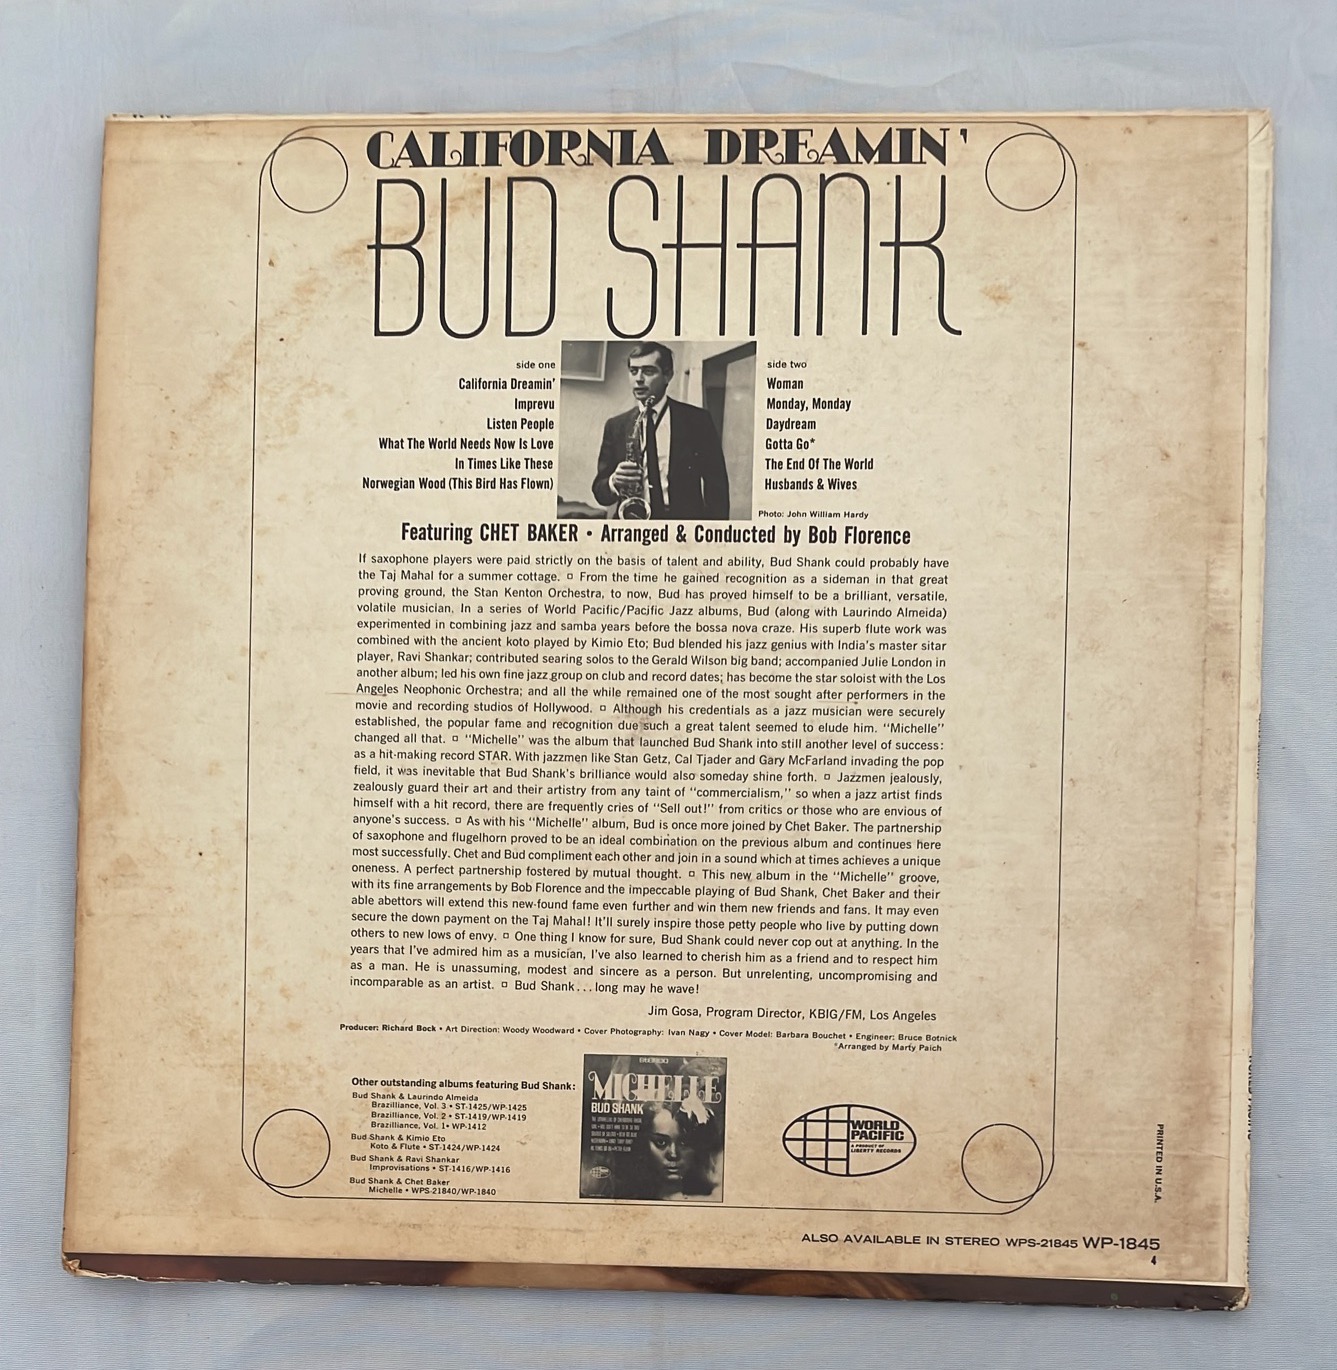 CALIFORNIA DREAMIN'
BUD SHANK
side one
California Dreamin'
Imprevu
Listen People
What The World Needs Now Is Love
In Times Like These
Norwegian Wood (This Bird Has Flown)
side two
Woman
Monday, Monday
Daydream
Gotta Go*
The End Of The World
Husbands & Wives
Photo: John William Hardy
Featuring CHET BAKER • Arranged & Conducted by Bob Florence
If saxophone players were paid strictly on the basis of talent and ability, Bud Shank could probably have
the Taj Mahal for a summer cottage. ¤ From the time he gained recognition as a sideman in that great
proving ground, the Stan Kenton Orchestra, to now, Bud has proved himself to be a brilliant, versatile,
volatile musician. In a series of World Pacific/Pacific Jazz albums, Bud (along with Laurindo Almeida)
experimented in combining jazz and samba years before the bossa nova craze. His superb flute work was
combined with the ancient koto played by Kimio Eto; Bud blended his jazz genius with India's master sitar
player, Ravi Shankar; contributed searing solos to the Gerald Wilson big band; accompanied Julie London in
another album; led his own fine jazz group on club and record dates; has become the star soloist with the Los
Angeles Neophonic Orchestra; and all the while remained one of the most sought after performers in the
movie and recording studios of Hollywood. ¤ Although his credentials as a jazz musician were securely
established, the popular fame and recognition due such a great talent seemed to elude him. "Michelle"
changed all that. ¤ "Michelle" was the album that launched Bud Shank into still another level of success:
as a hit-making record STAR. With jazzmen like Stan Getz, Cal Tjader and Gary McFarland invading the pop
field, it was inevitable that Bud Shank's brilliance would also someday shine forth. ¤ Jazzmen jealously,
zealously guard their art and their artistry from any taint of "commercialism," so when a jazz artist finds
himself with a hit record, there are frequently cries of "Sell out!" from critics or those who are envious of
anyone's success. ¤ As with his "Michelle" album, Bud is once more joined by Chet Baker. The partnership
of saxophone and flugelhorn proved to be an ideal combination on the previous album and continues here
most successfully. Chet and Bud compliment each other and join in a sound which at times achieves a unique
oneness. A perfect partnership fostered by mutual thought. ¤ This new album in the "Michelle" groove,
with its fine arrangements by Bob Florence and the impeccable playing of Bud Shank, Chet Baker and their
able abettors will extend this new-found fame even further and win them new friends and fans. It may even
secure the down payment on the Taj Mahal! It'll surely inspire those petty people who live by putting down
others to new lows of envy. ¤ One thing I know for sure, Bud Shank could never cop out at anything. In the
years that I've admired him as a musician, I've also learned to cherish him as a friend and to respect him
as a man. He is unassuming, modest and sincere as a person. But unrelenting, uncompromising and
incomparable as an artist. ¤ Bud Shank...long may he wave!
Jim Gosa, Program Director, KBIG/FM, Los Angeles
Producer: Richard Bock • Art Direction: Woody Woodward • Cover Photography: Ivan Nagy • Cover Model: Barbara Bouchet • Engineer: Bruce Botnick
*Arranged by Marty Paich
Other outstanding albums featuring Bud Shank:
Bud Shank & Laurindo Almeida
Brazilliance, Vol. 3 • ST-1425/WP-1425
Brazilliance, Vol. 2 • ST-1419/WP-1419
Brazilliance, Vol. 1 • WP-1412
Bud Shank & Kimio Eto
Koto & Flute • ST-1424/WP-1424
Bud Shank & Ravi Shankar
Improvisations • ST-1416/WP-1416
Bud Shank & Chet Baker
Michelle • WPS-21840/WP-1840
STEREO
MICHELLE
BUD SHANK
WORLD
PACIFIC
A PRODUCT OF
LIBERTY RECORDS
PRINTED IN U.S.A.
ALSO AVAILABLE IN STEREO WPS-21845 WP-1845
4